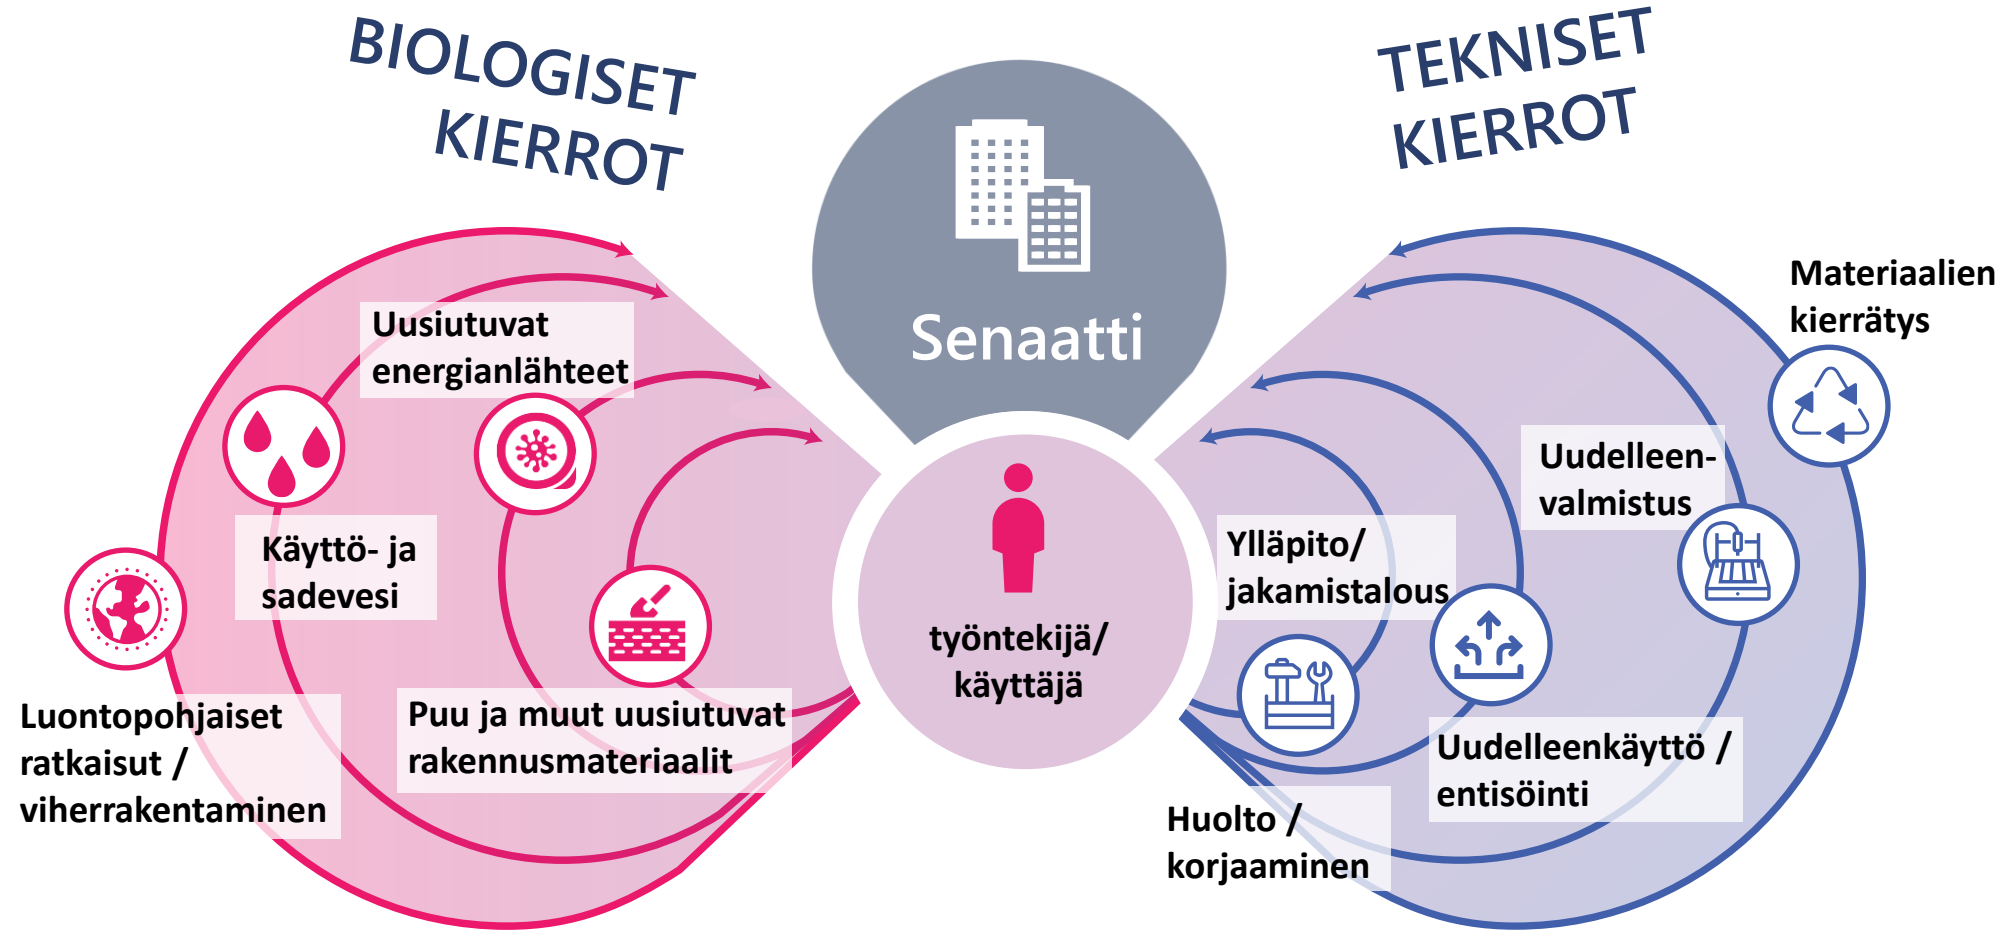 BIOLOGISET
KIERROT
TEKNISET
KIERROT
Senaatti
työntekijä/
käyttäjä
Uusiutuvat
energianlähteet
Käyttö- ja
sadevesi
Luontopohjaiset
ratkaisut /
viherrakentaminen
Puu ja muut uusiutuvat
rakennusmateriaalit
Materiaalien
kierrätys
Uudelleen-
valmistus
Ylläpito/
jakamistalous
Uudelleenkäyttö /
entisöinti
Huolto /
korjaaminen